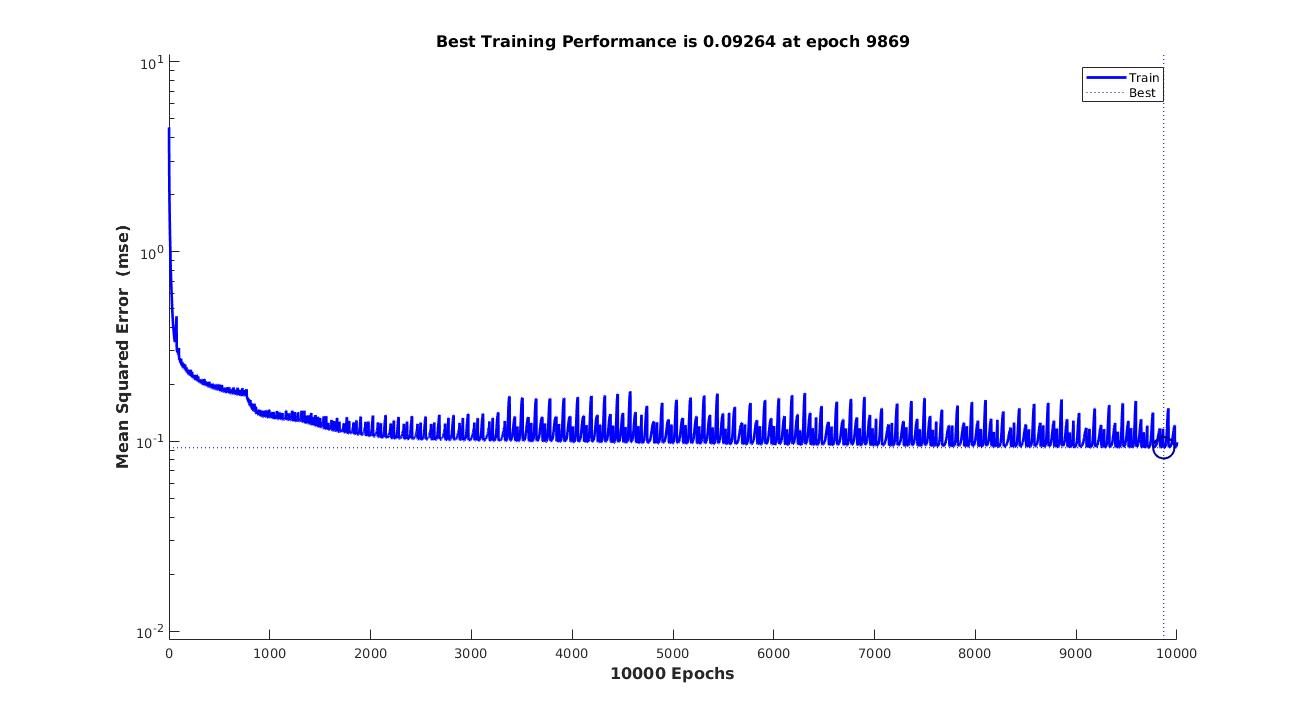 Best Training Performance is 0.09264 at epoch 9869
Train
Best
Mean Squared Error (mse)
10^1
10^0
10^-1
10^-2
0 1000 2000 3000 4000 5000 6000 7000 8000 9000 10000
10000 Epochs